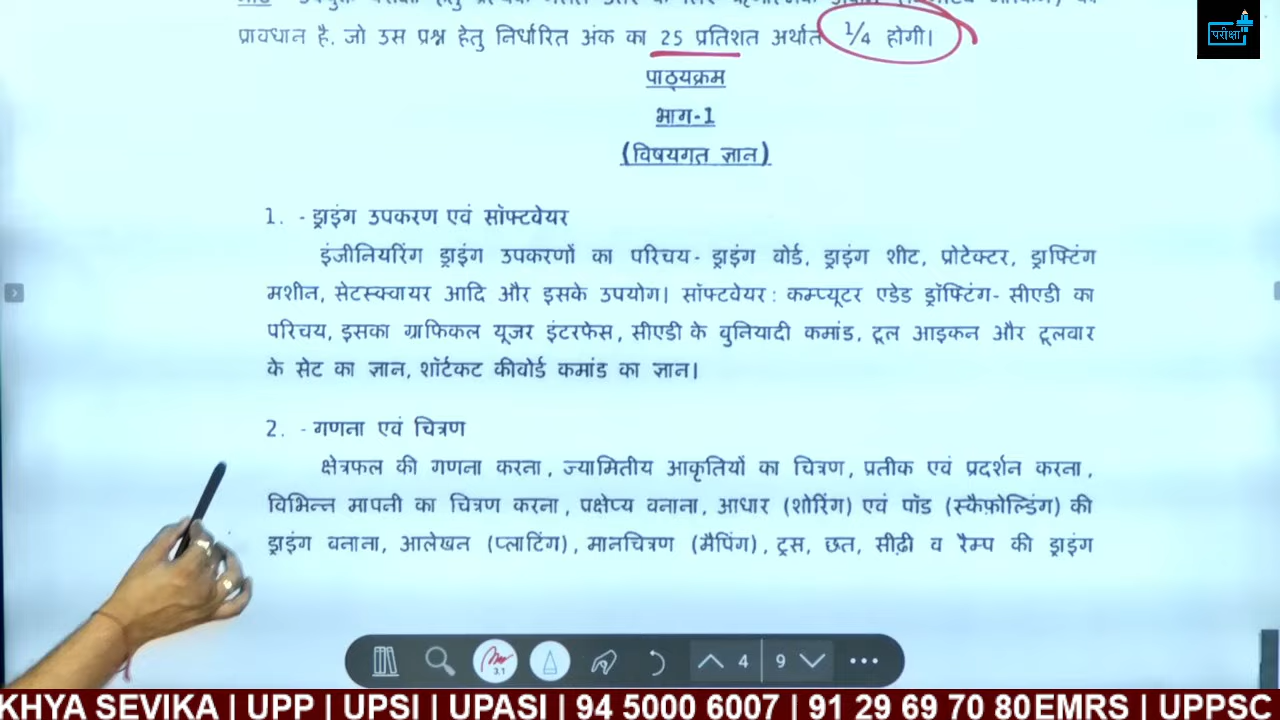 प्रावधान है. जो उस प्रश्न हेतु निर्धारित अंक का 25 प्रतिशत अर्थात 1/4 होगी।
परीक्षा
पाठ्यक्रम
भाग-1
(विषयगत ज्ञान)
1. - ड्राइंग उपकरण एवं सॉफ्टवेयर
इंजीनियरिंग ड्राइंग उपकरणों का परिचय- ड्राइंग बोर्ड, ड्राइंग शीट, प्रोटेक्टर, ड्राफ्टिंग
मशीन, सेटस्क्वायर आदि और इसके उपयोग। सॉफ्टवेयर : कम्प्यूटर एडेड ड्रॉफ्टिंग- सीएडी का
परिचय, इसका ग्राफिकल यूजर इंटरफेस, सीएडी के बुनियादी कमांड, टूल आइकन और टूलबार
के सेट का ज्ञान, शॉर्टकट कीबोर्ड कमांड का ज्ञान।
2. - गणना एवं चित्रण
क्षेत्रफल की गणना करना, ज्यामितीय आकृतियों का चित्रण, प्रतीक एवं प्रदर्शन करना,
विभिन्न मापनी का चित्रण करना, प्रक्षेप्य बनाना, आधार (शोरिंग) एवं पॉड (स्कैफ़ोल्डिंग) की
ड्राइंग बनाना, आलेखन (प्लाटिंग), मानचित्रण (मैपिंग), ट्रस, छत, सीढ़ी व रैम्प की ड्राइंग
3.1 4 9
KHYA SEVIKA | UPP | UPSI | UPASI | 94 5000 6007 | 91 29 69 70 80 EMRS | UPPSC